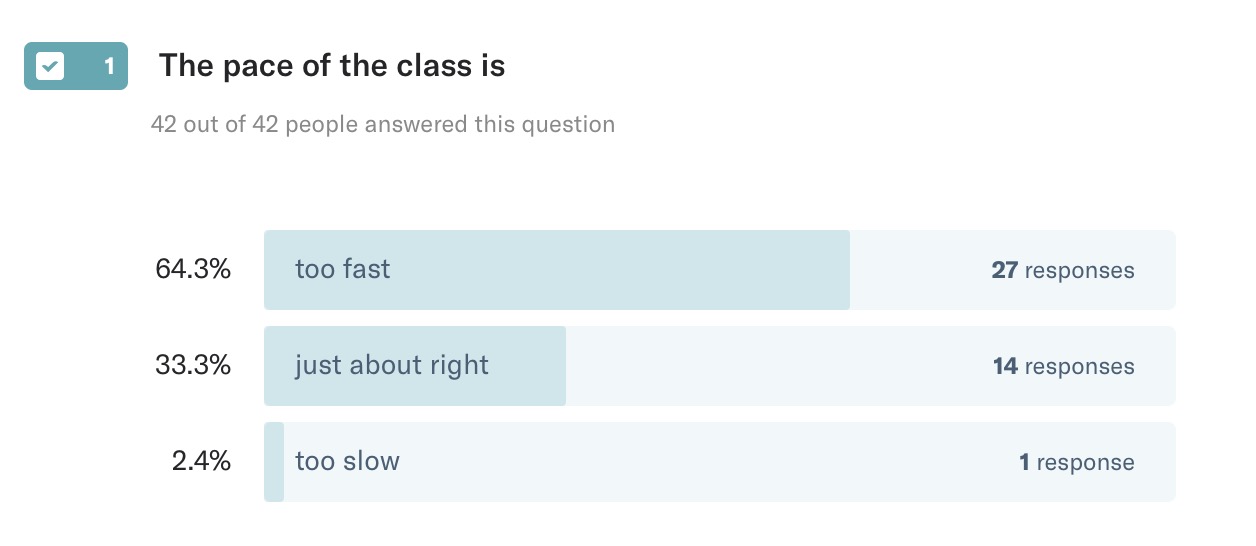 1 The pace of the class is
42 out of 42 people answered this question
64.3% too fast 27 responses
33.3% just about right 14 responses
2.4% too slow 1 response